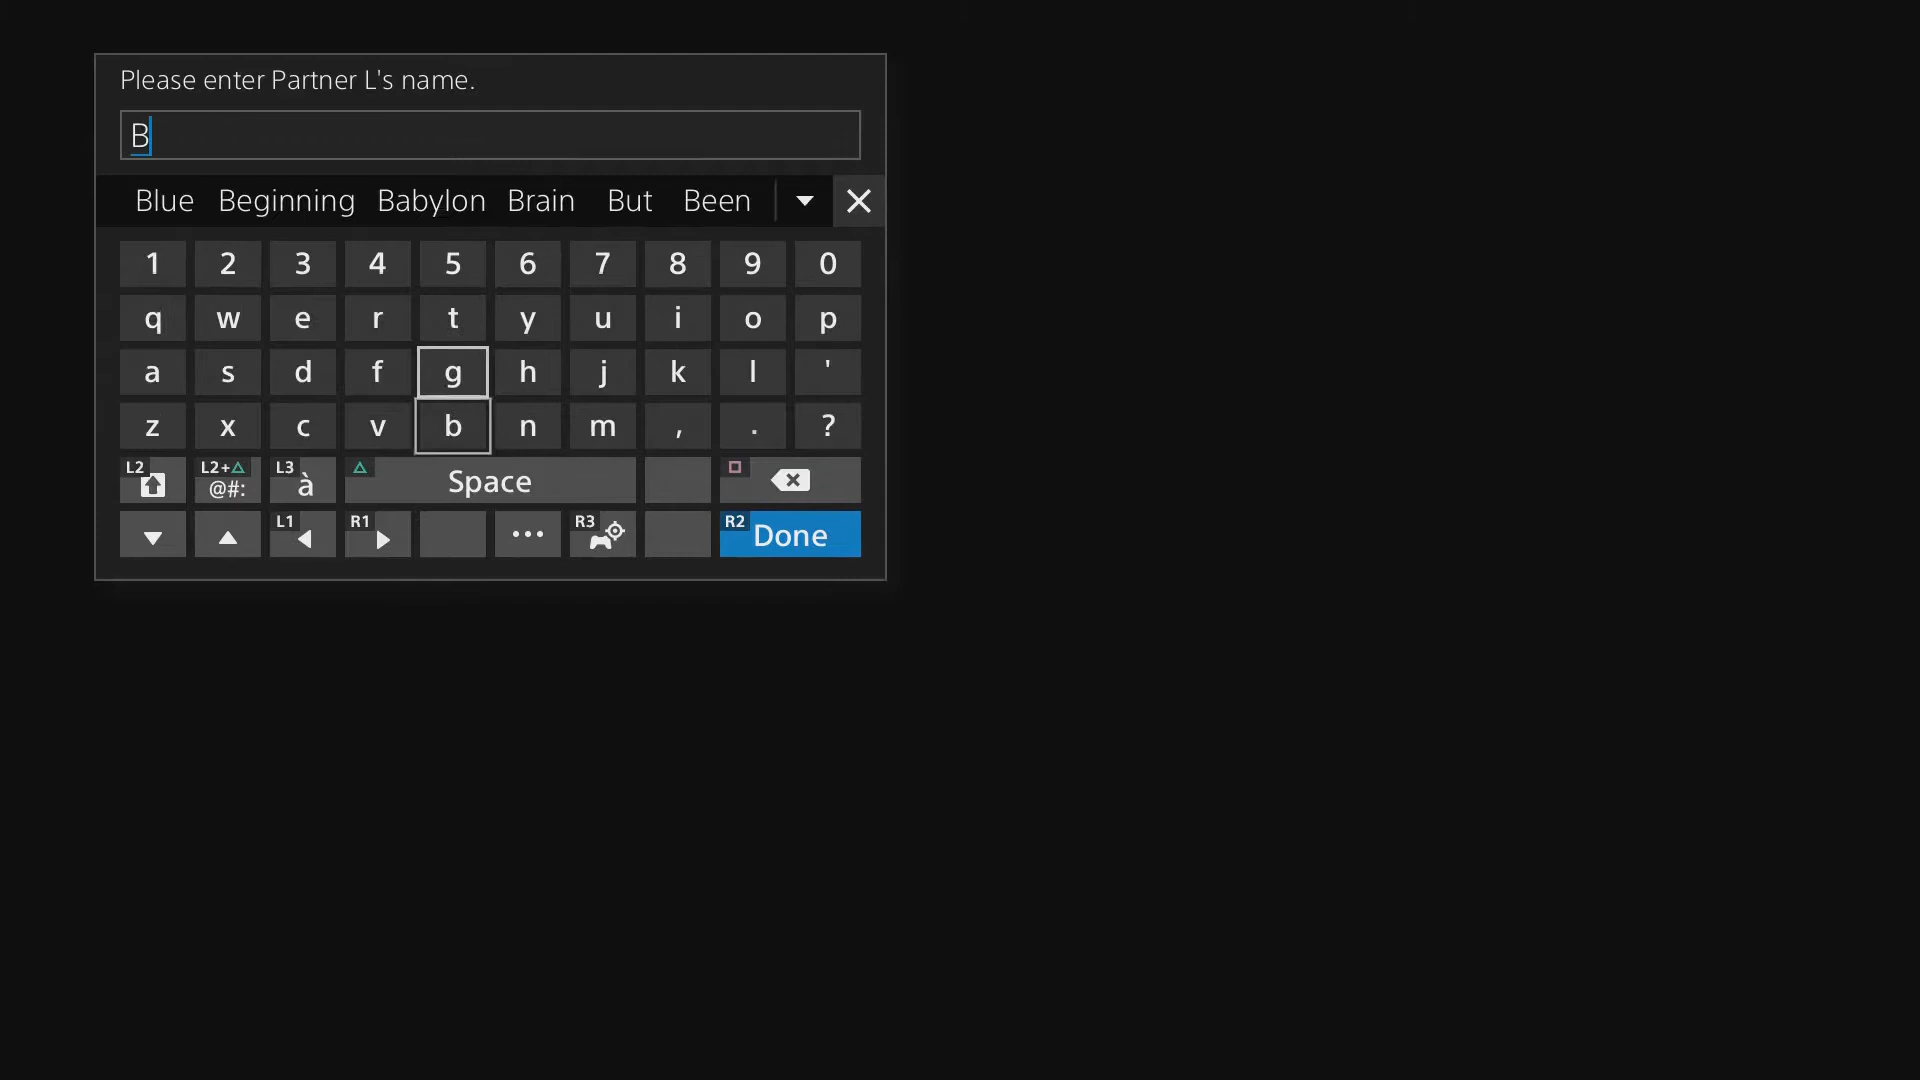 Please enter Partner L's name.
B
Blue Beginning Babylon Brain But Been
1 2 3 4 5 6 7 8 9 0
q w e r t y u i o p
a s d f g h j k l '
z x c v b n m , . ?
L2 L2+△ @#: L3 à △ Space
L1 R1 ... R3 R2 Done